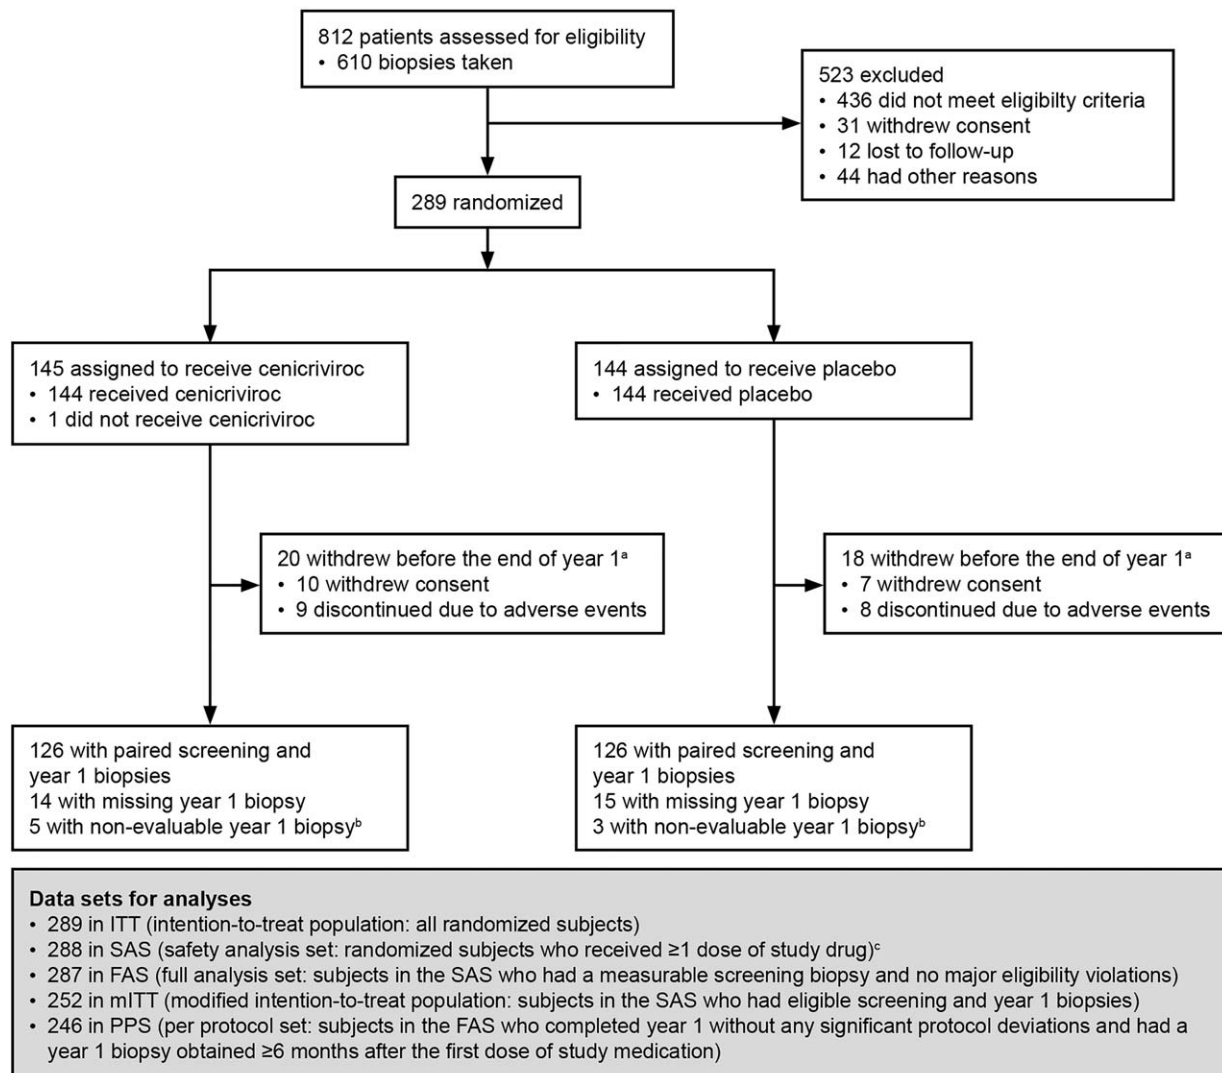 812 patients assessed for eligibility
• 610 biopsies taken
523 excluded
• 436 did not meet eligibilty criteria
• 31 withdrew consent
• 12 lost to follow-up
• 44 had other reasons
289 randomized
145 assigned to receive cenicriviroc
• 144 received cenicriviroc
• 1 did not receive cenicriviroc
144 assigned to receive placebo
• 144 received placebo
20 withdrew before the end of year 1ª
• 10 withdrew consent
• 9 discontinued due to adverse events
18 withdrew before the end of year 1ª
• 7 withdrew consent
• 8 discontinued due to adverse events
126 with paired screening and
year 1 biopsies
14 with missing year 1 biopsy
5 with non-evaluable year 1 biopsyᵇ
126 with paired screening and
year 1 biopsies
15 with missing year 1 biopsy
3 with non-evaluable year 1 biopsyᵇ
Data sets for analyses
• 289 in ITT (intention-to-treat population: all randomized subjects)
• 288 in SAS (safety analysis set: randomized subjects who received ≥1 dose of study drug)ᶜ
• 287 in FAS (full analysis set: subjects in the SAS who had a measurable screening biopsy and no major eligibility violations)
• 252 in mITT (modified intention-to-treat population: subjects in the SAS who had eligible screening and year 1 biopsies)
• 246 in PPS (per protocol set: subjects in the FAS who completed year 1 without any significant protocol deviations and had a
year 1 biopsy obtained ≥6 months after the first dose of study medication)